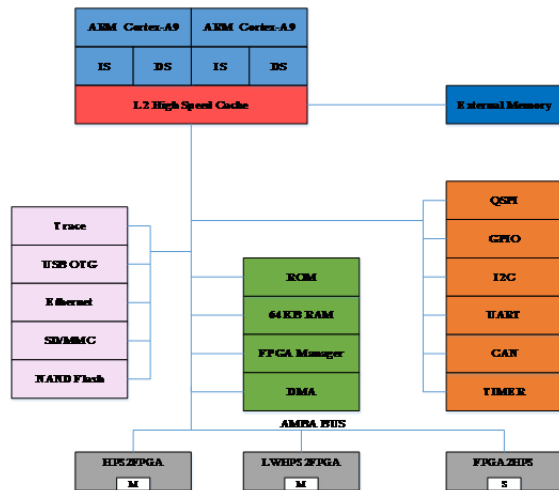 ARM Cortex-A9 ARM Cortex-A9
IS DS IS DS
L2 High Speed Cache
External Memory
Trace
USB OTG
Ethernet
SD/MMC
NAND Flash
ROM
64 KB RAM
FPGA Manager
DMA
QSPI
GPIO
I2C
UART
CAN
TIMER
AMBA BUS
HPS2FPGA
M
LWHPS2FPGA
M
FPGA2HPS
S